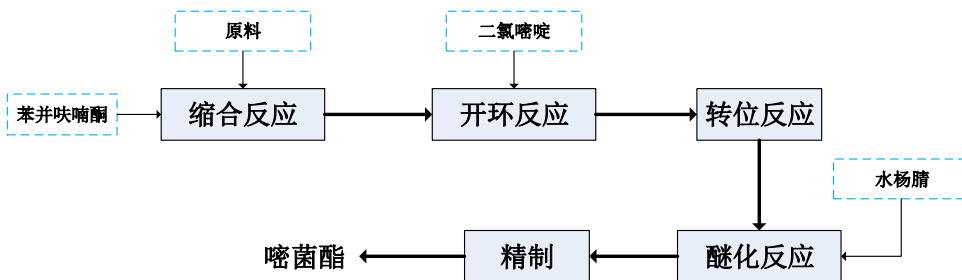 原料
二氯嘧啶
苯并呋喃酮
缩合反应
开环反应
转位反应
水杨腈
嘧菌酯
精制
醚化反应